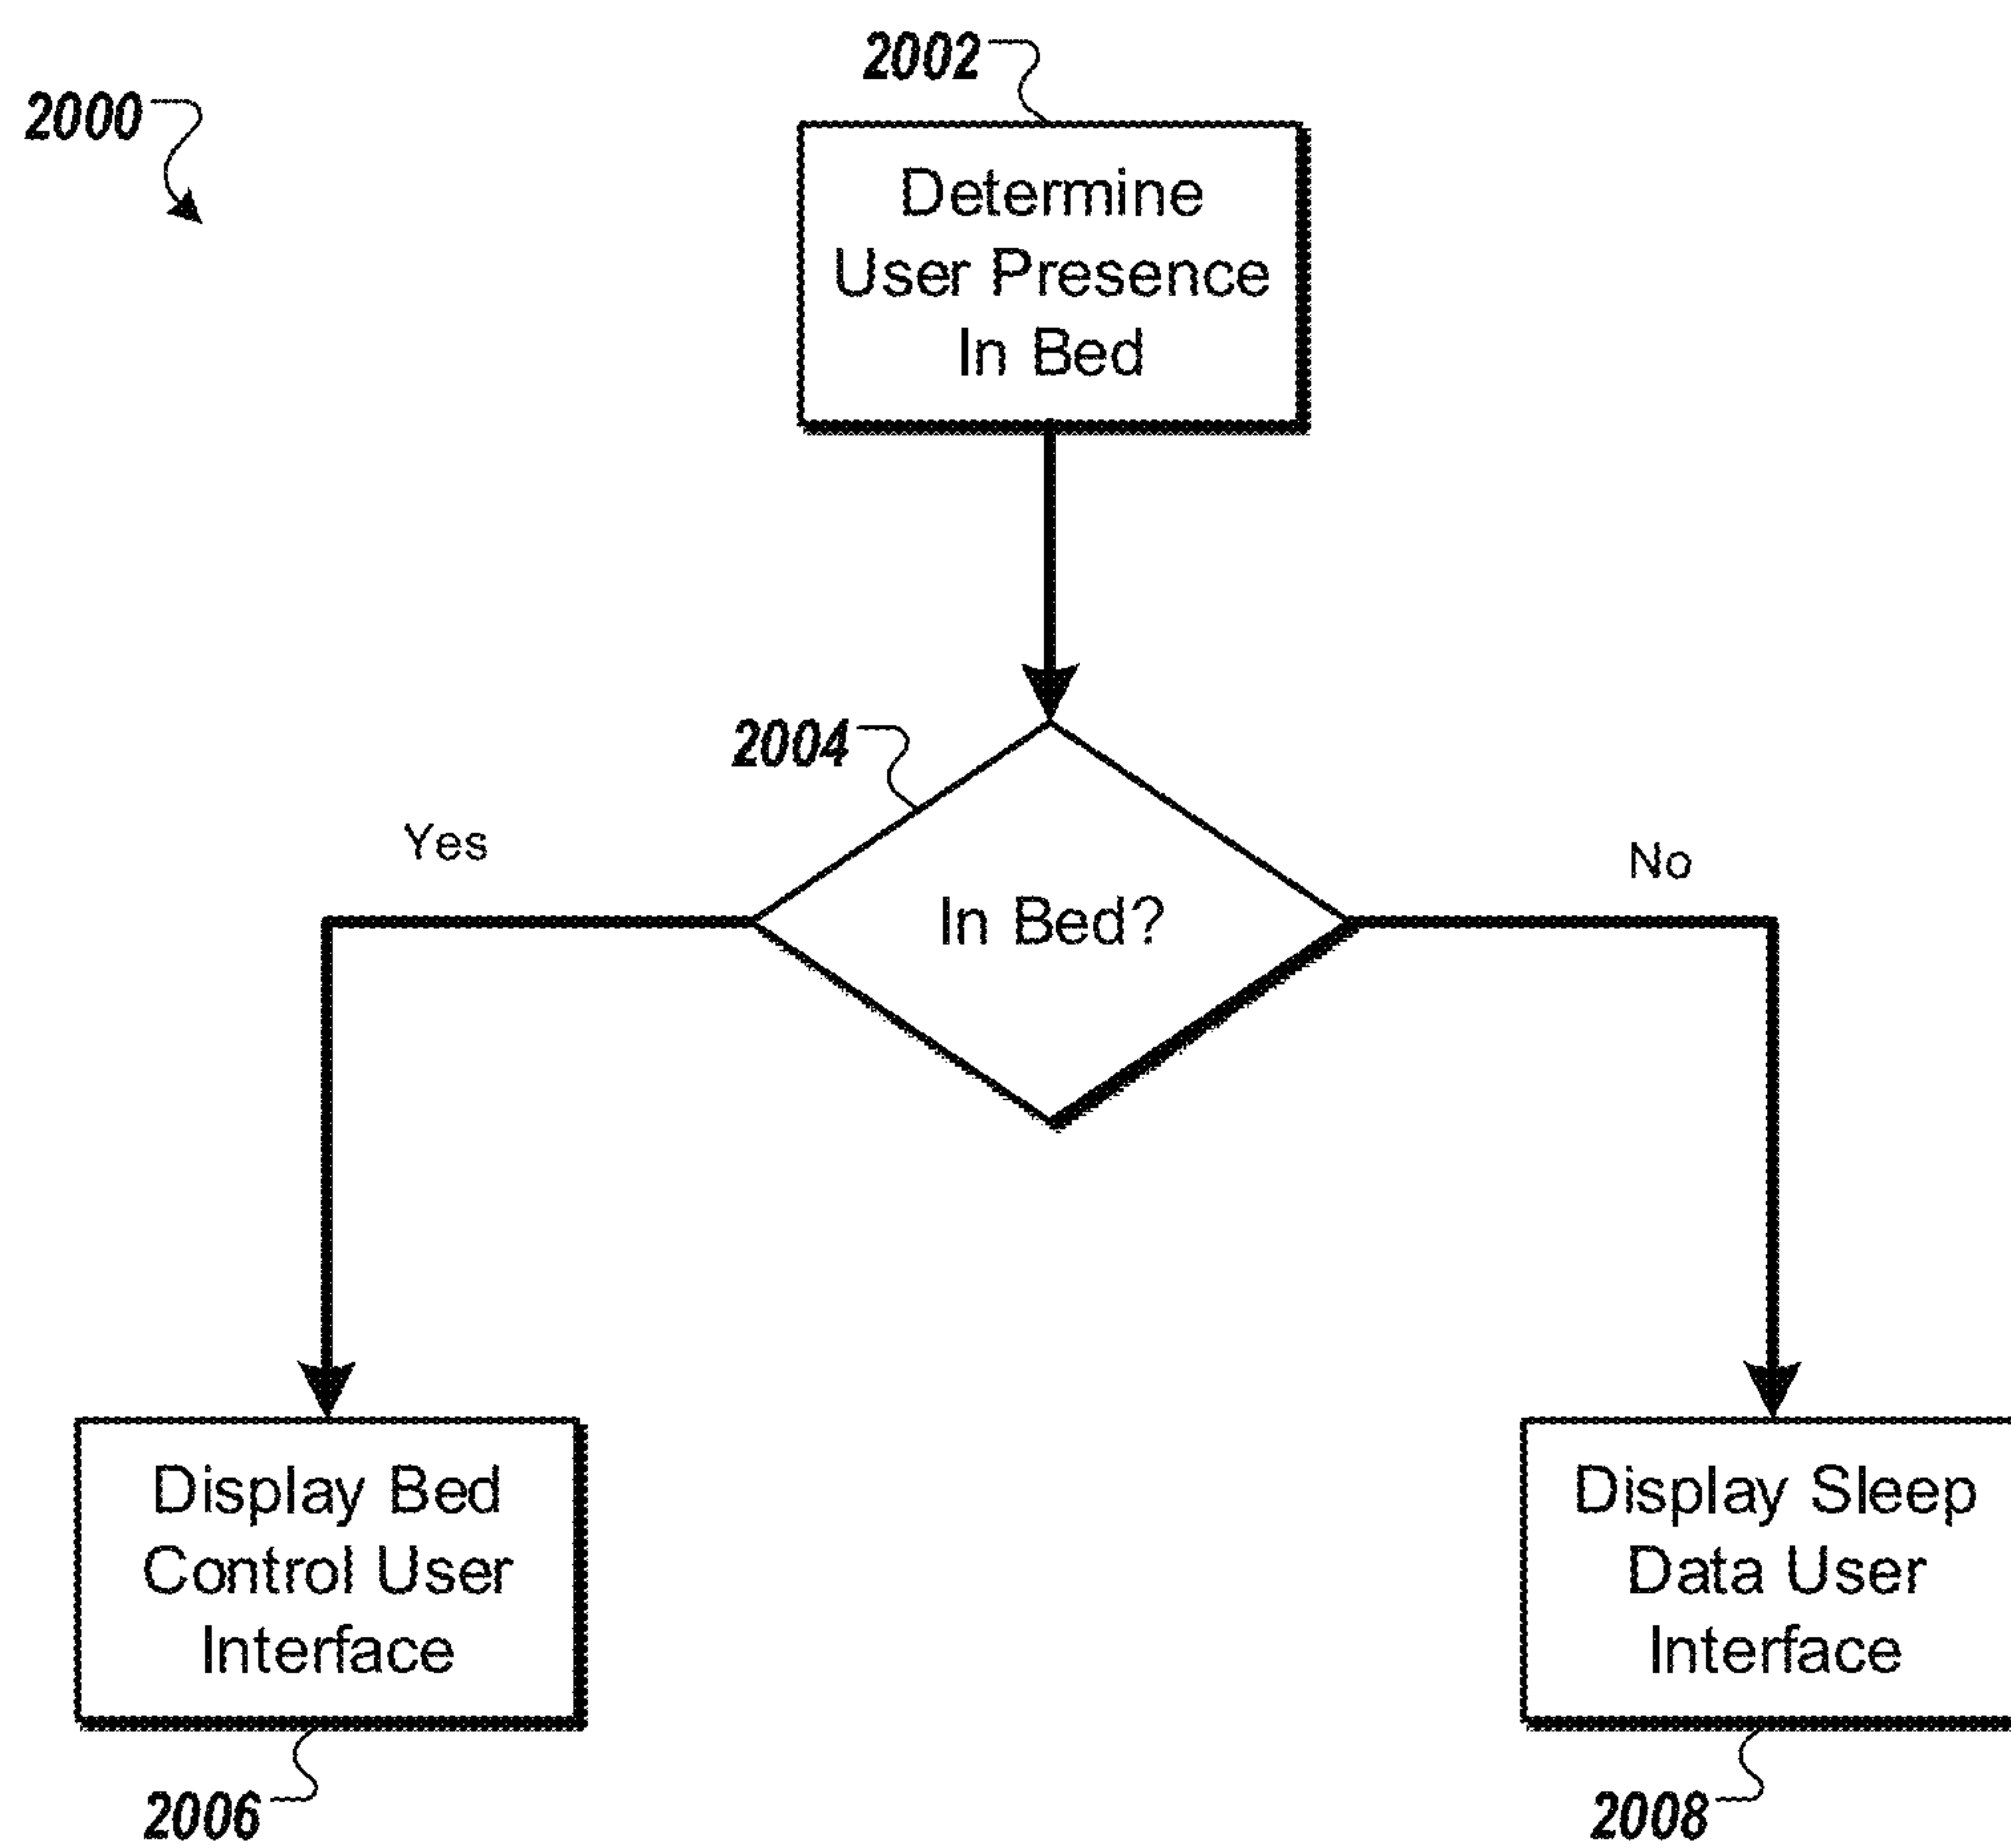 2002
2000
Determine
User Presence
In Bed
2004
Yes
No
In Bed?
Display Bed
Control User
Interface
Display Sleep
Data User
Interface
2006
2008